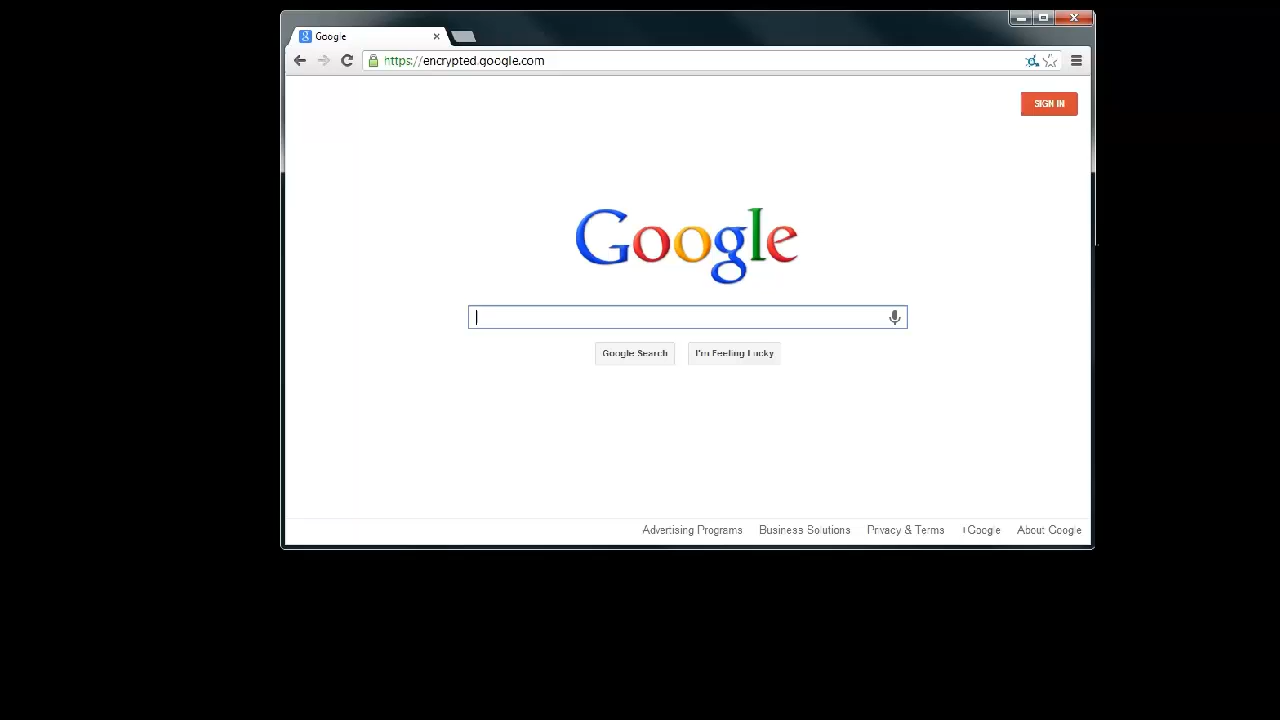 Google
https://encrypted.google.com
SIGN IN
Google
Google Search
I'm Feeling Lucky
Advertising Programs
Business Solutions
Privacy & Terms
+Google
About Google